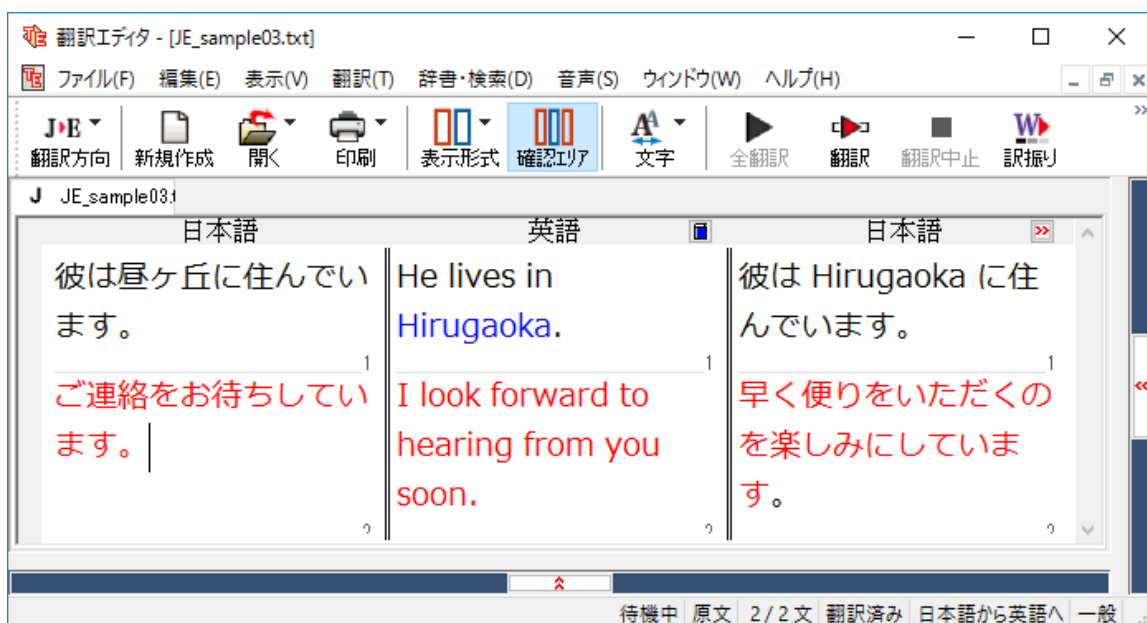 翻訳エディタ - [JE_sample03.txt]
ファイル(F) 編集(E) 表示(V) 翻訳(T) 辞書・検索(D) 音声(S) ウィンドウ(W) ヘルプ(H)
J▸E
翻訳方向 新規作成 開く 印刷 表示形式 確認エリア 文字 全翻訳 翻訳 翻訳中止 訳振り
J JE_sample03.t
日本語 英語 日本語
彼は昼ヶ丘に住んでい
ます。
1
He lives in
Hirugaoka.
1
彼は Hirugaoka に住
んでいます。
1
ご連絡をお待ちしてい
ます。
2
I look forward to
hearing from you
soon.
2
早く便りをいただくの
を楽しみにしていま
す。
2
待機中 原文 2/2文 翻訳済み 日本語から英語へ 一般